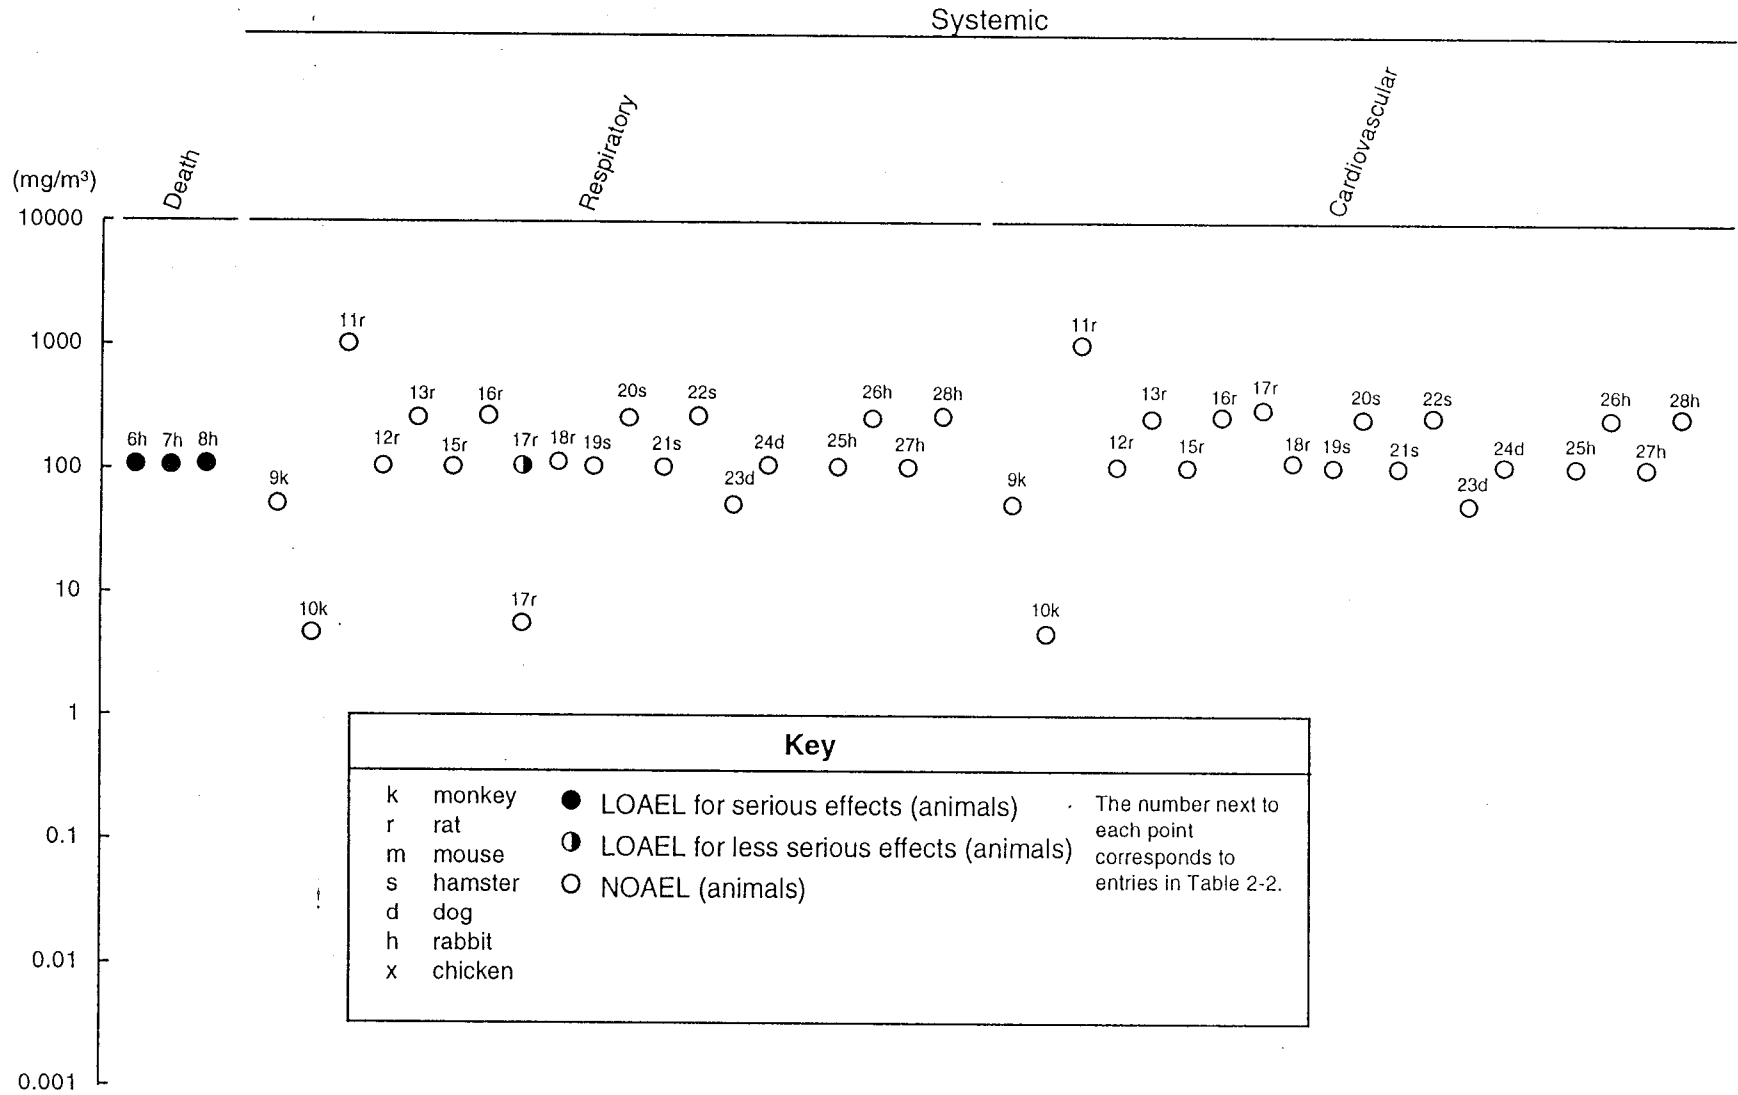 Systemic
Death
Respiratory
Cardiovascular
(mg/m³)
10000
1000
100
10
1
0.1
0.01
0.001
6h 7h 8h
11r
13r 16r 20s 22s 26h 28h
12r 15r 17r 18r 19s 21s 24d 25h 27h
9k 23d
10k 17r
11r
13r 16r 17r 20s 22s 26h 28h
12r 15r 18r 19s 21s 24d 25h 27h
9k 23d
10k
Key
k monkey
r rat
m mouse
s hamster
d dog
h rabbit
x chicken
LOAEL for serious effects (animals)
LOAEL for less serious effects (animals)
NOAEL (animals)
The number next to
each point
corresponds to
entries in Table 2-2.